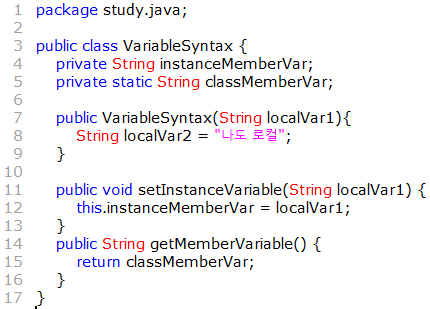 1 package study.java;
2
3 public class VariableSyntax {
4 private String instanceMemberVar;
5 private static String classMemberVar;
6
7 public VariableSyntax(String localVar1){
8 String localVar2 = "나도 로컬";
9 }
10
11 public void setInstanceVariable(String localVar1) {
12 this.instanceMemberVar = localVar1;
13 }
14 public String getMemberVariable() {
15 return classMemberVar;
16 }
17 }